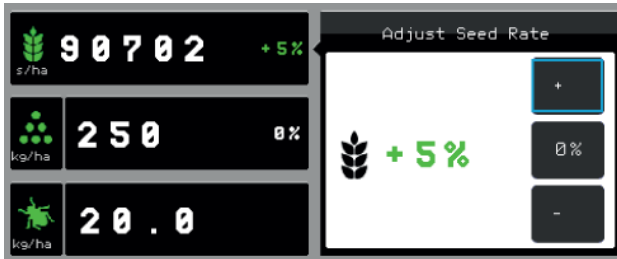 90702 +5%
s/ha
250 0%
kg/ha
20.0
kg/ha
Adjust Seed Rate
+
+5%
0%
-